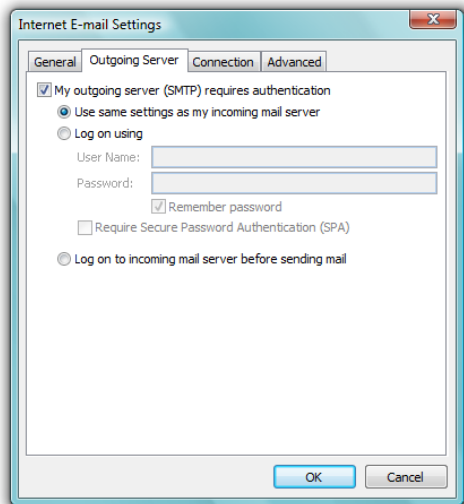 Internet E-mail Settings
General Outgoing Server Connection Advanced
My outgoing server (SMTP) requires authentication
Use same settings as my incoming mail server
Log on using
User Name:
Password:
Remember password
Require Secure Password Authentication (SPA)
Log on to incoming mail server before sending mail
OK Cancel